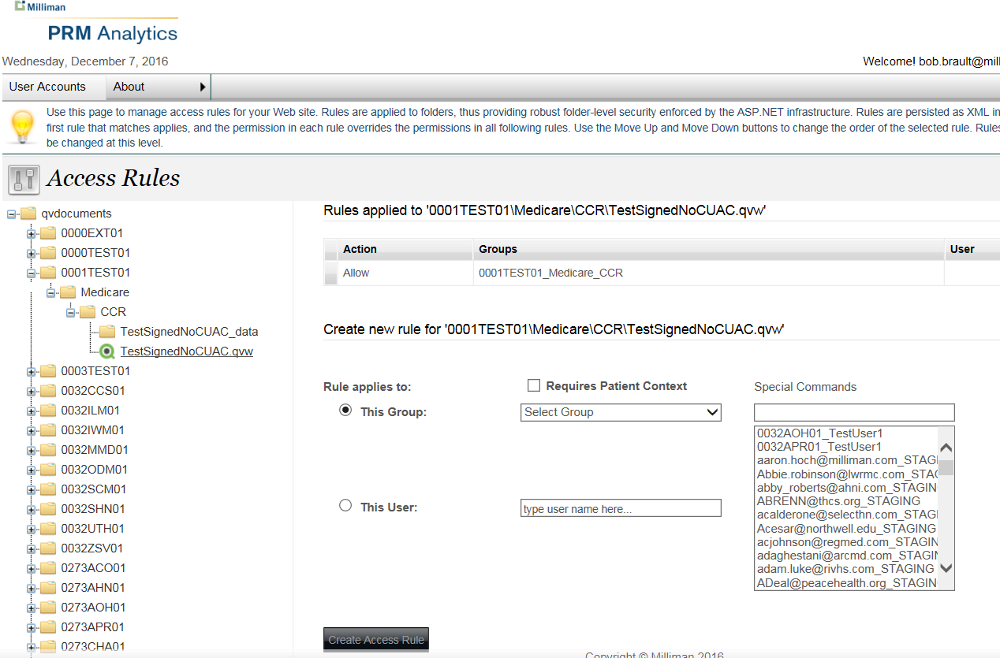 Milliman
PRM Analytics
Wednesday, December 7, 2016
Welcome! bob.brault@mill
User Accounts
About
Use this page to manage access rules for your Web site. Rules are applied to folders, thus providing robust folder-level security enforced by the ASP.NET infrastructure. Rules are persisted as XML in
first rule that matches applies, and the permission in each rule overrides the permissions in all following rules. Use the Move Up and Move Down buttons to change the order of the selected rule. Rules
be changed at this level.
Access Rules
qvdocuments
0000EXT01
0000TEST01
0001TEST01
Medicare
CCR
TestSignedNoCUAC_data
TestSignedNoCUAC.qvw
0003TEST01
0032CCS01
0032ILM01
0032IWM01
0032MMD01
0032ODM01
0032SCM01
0032SHN01
0032UTH01
0032ZSV01
0273ACO01
0273AHN01
0273AOH01
0273APR01
0273CHA01
Rules applied to '0001TEST01\Medicare\CCR\TestSignedNoCUAC.qvw'
Action Groups User
Allow 0001TEST01_Medicare_CCR
Create new rule for '0001TEST01\Medicare\CCR\TestSignedNoCUAC.qvw'
Rule applies to:
Requires Patient Context
Special Commands
This Group:
Select Group
0032AOH01_TestUser1
0032APR01_TestUser1
aaron.hoch@milliman.com_STAGI
Abbie.robinson@lwrmc.com_STAG
abby_roberts@ahni.com_STAGIN
ABRENN@thcs.org_STAGING
acalderone@selecthn.com_STAGI
Acesar@northwell.edu_STAGING
acjohnson@regmed.com_STAGIN
adaghestani@arcmd.com_STAGIN
adam.luke@rivhs.com_STAGING
ADeal@peacehealth.org_STAGIN
This User:
type user name here...
Create Access Rule
Copyright © Milliman 2016